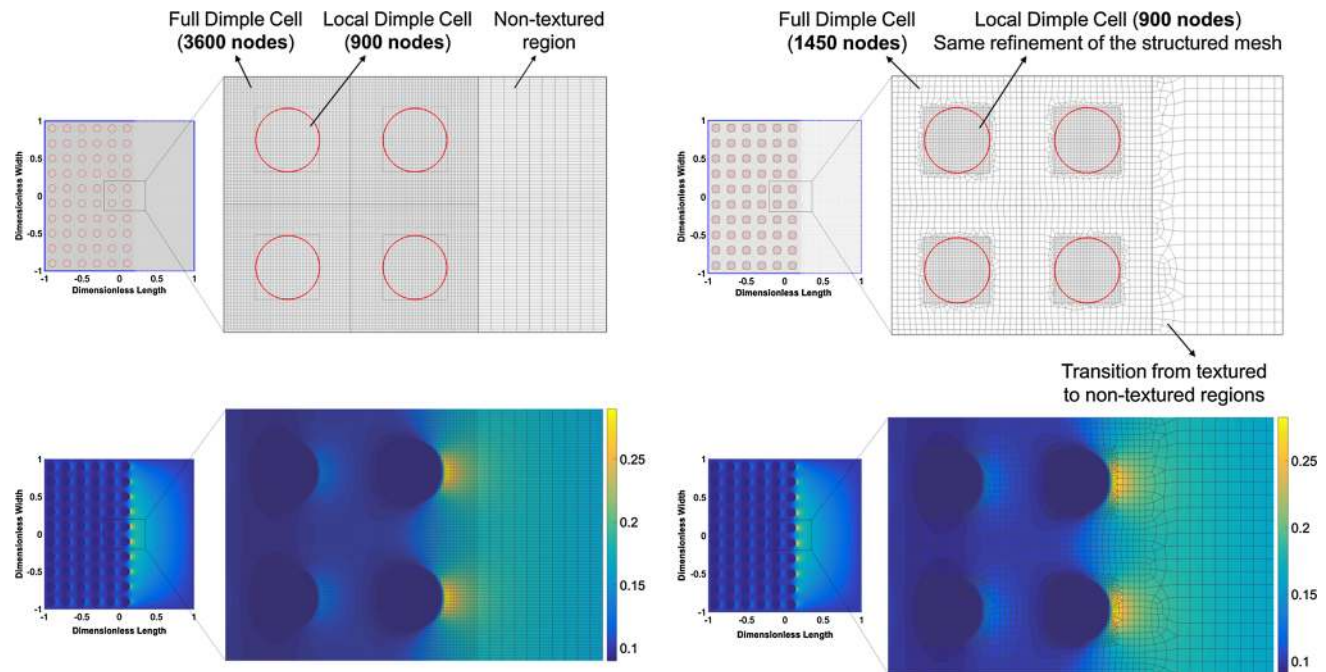 Full Dimple Cell
(3600 nodes)
Local Dimple Cell
(900 nodes)
Non-textured
region
Dimensionless Width
1
0.5
0
-0.5
-1
-1 -0.5 0 0.5 1
Dimensionless Length
Full Dimple Cell
(1450 nodes)
Local Dimple Cell (900 nodes)
Same refinement of the structured mesh
Dimensionless Width
1
0.5
0
-0.5
-1
-1 -0.5 0 0.5 1
Dimensionless Length
Transition from textured
to non-textured regions
Dimensionless Width
1
0.5
0
-0.5
-1
-1 -0.5 0 0.5 1
Dimensionless Length
0.25
0.2
0.15
0.1
Dimensionless Width
1
0.5
0
-0.5
-1
-1 -0.5 0 0.5 1
Dimensionless Length
0.25
0.2
0.15
0.1